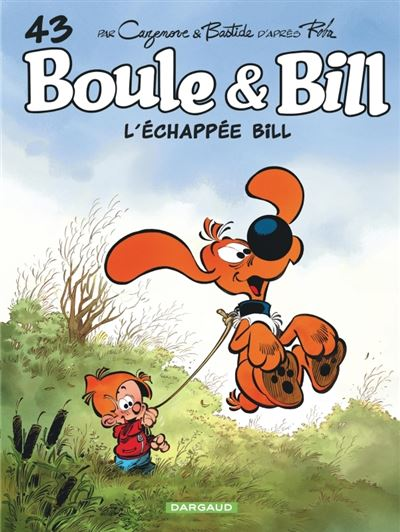 43
PAR Cazenove & Bastide D'APRÈS Roba
Boule & Bill
L'ÉCHAPPÉE BILL
DARGAUD